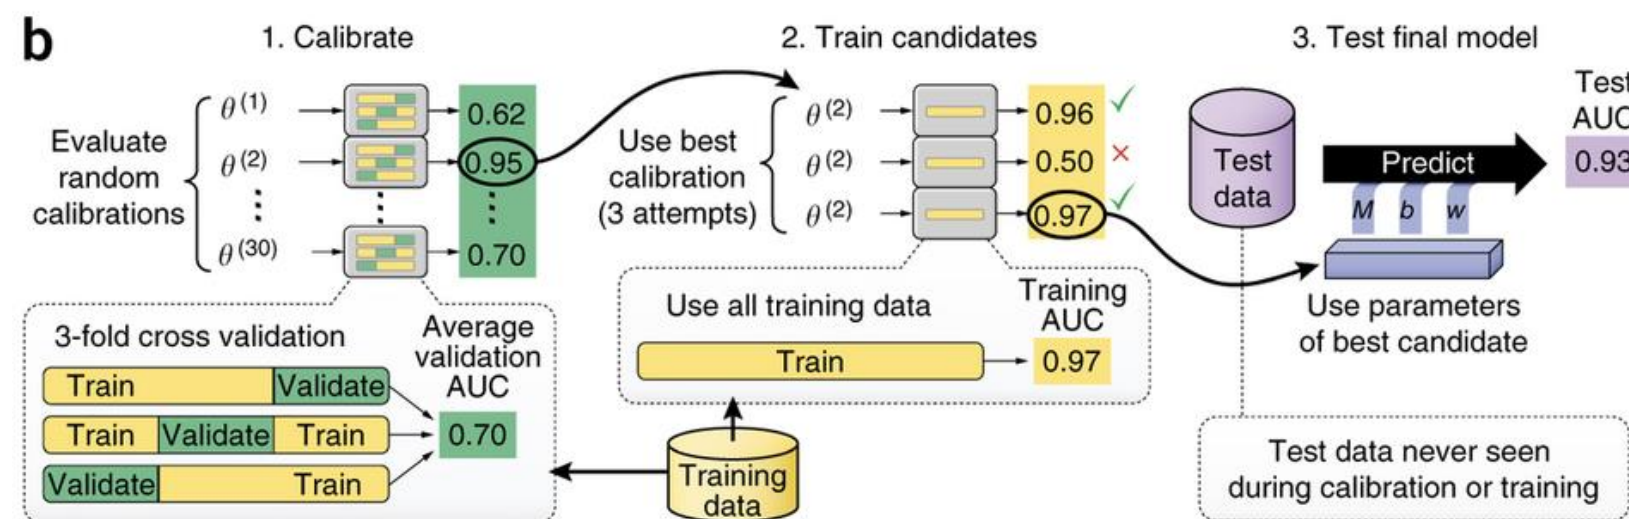 b
1. Calibrate
2. Train candidates
3. Test final model
Evaluate
random
calibrations
θ(1)
0.62
θ(2)
0.95
θ(30)
0.70
Use best
calibration
(3 attempts)
θ(2)
0.96
θ(2)
0.50
θ(2)
0.97
Test
data
Predict
M b w
Test
AUC
0.93
Use parameters
of best candidate
3-fold cross validation
Average
validation
AUC
Train Validate
Train Validate Train
Validate Train
0.70
Use all training data
Training
AUC
Train
0.97
Training
data
Test data never seen
during calibration or training